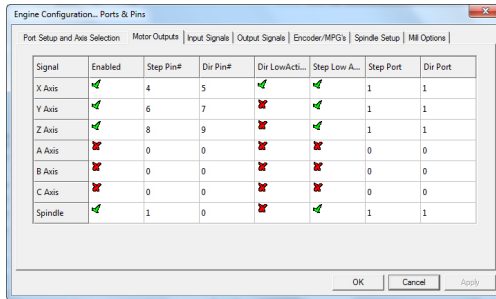 Engine Configuration... Ports & Pins
Port Setup and Axis Selection Motor Outputs Input Signals Output Signals Encoder/MPG's Spindle Setup Mill Options
Signal Enabled Step Pin# Dir Pin# Dir LowActi... Step Low A... Step Port Dir Port
X Axis 4 5 1 1
Y Axis 6 7 1 1
Z Axis 8 9 1 1
A Axis 0 0 0 0
B Axis 0 0 0 0
C Axis 0 0 0 0
Spindle 1 0 1 1
OK Cancel Apply